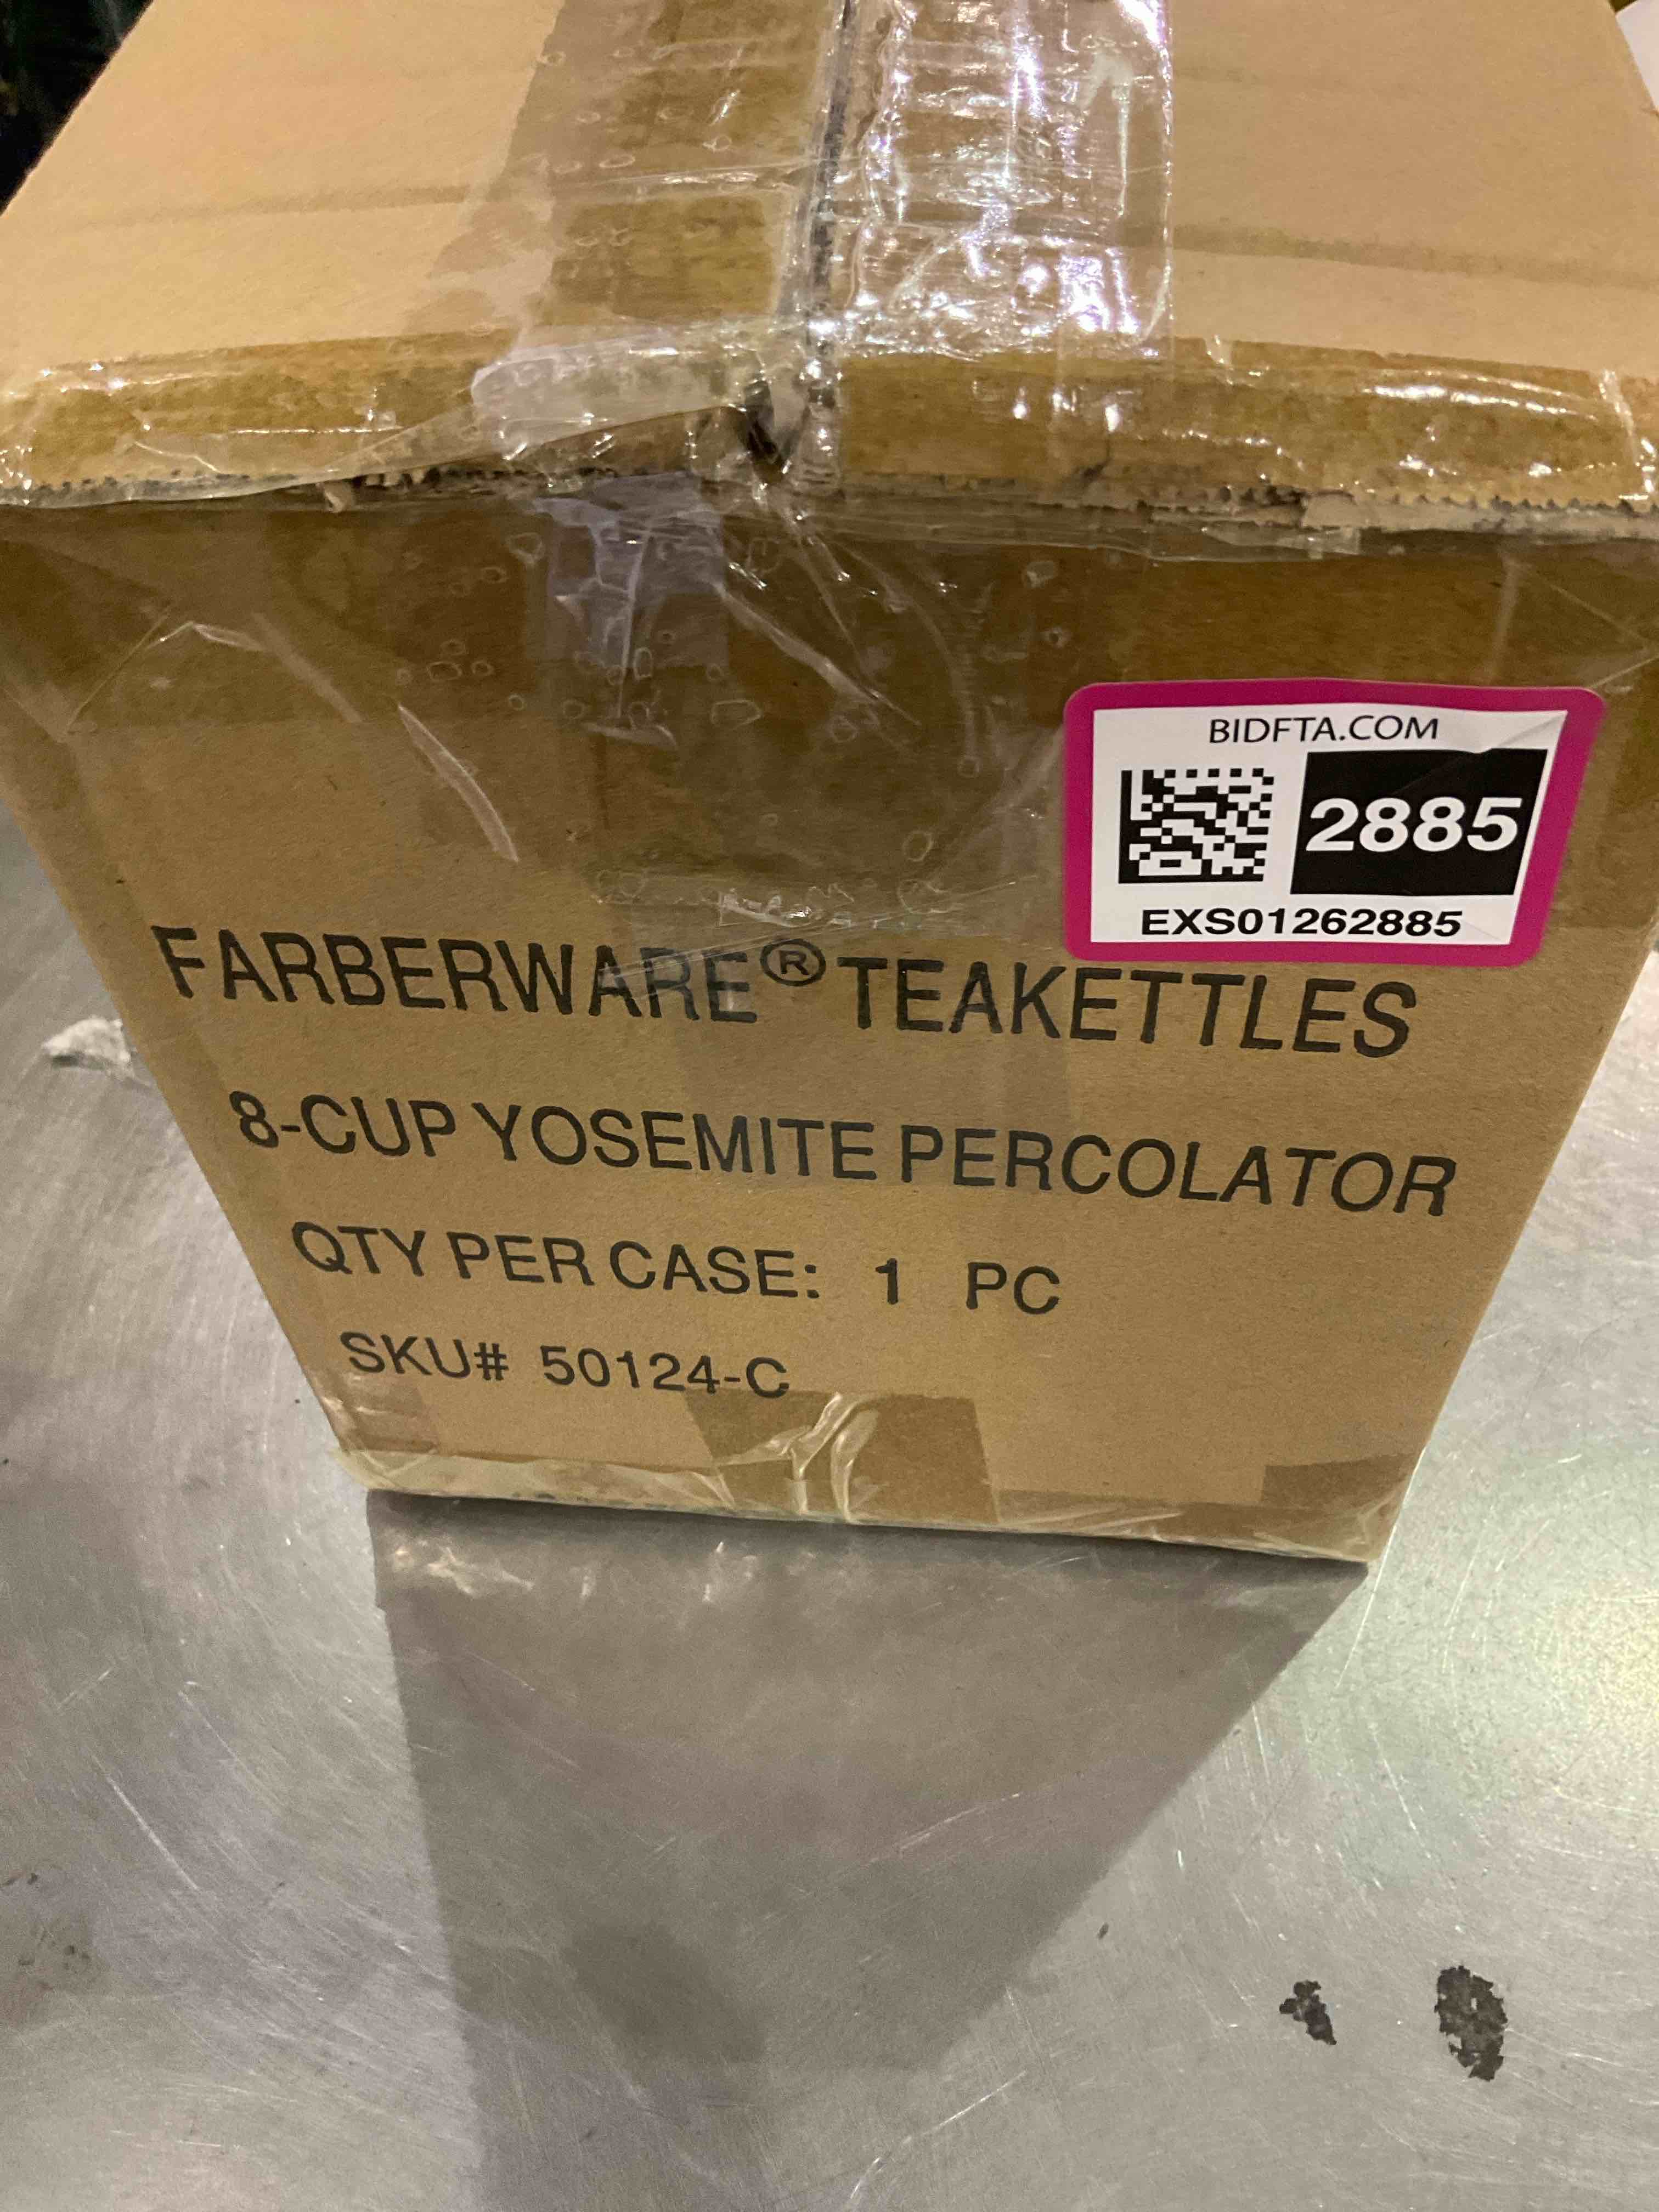 BIDFTA.COM
2885
EXS01262885
FARBERWARE® TEAKETTLES
8-CUP YOSEMITE PERCOLATOR
QTY PER CASE: 1 PC
SKU# 50124-C